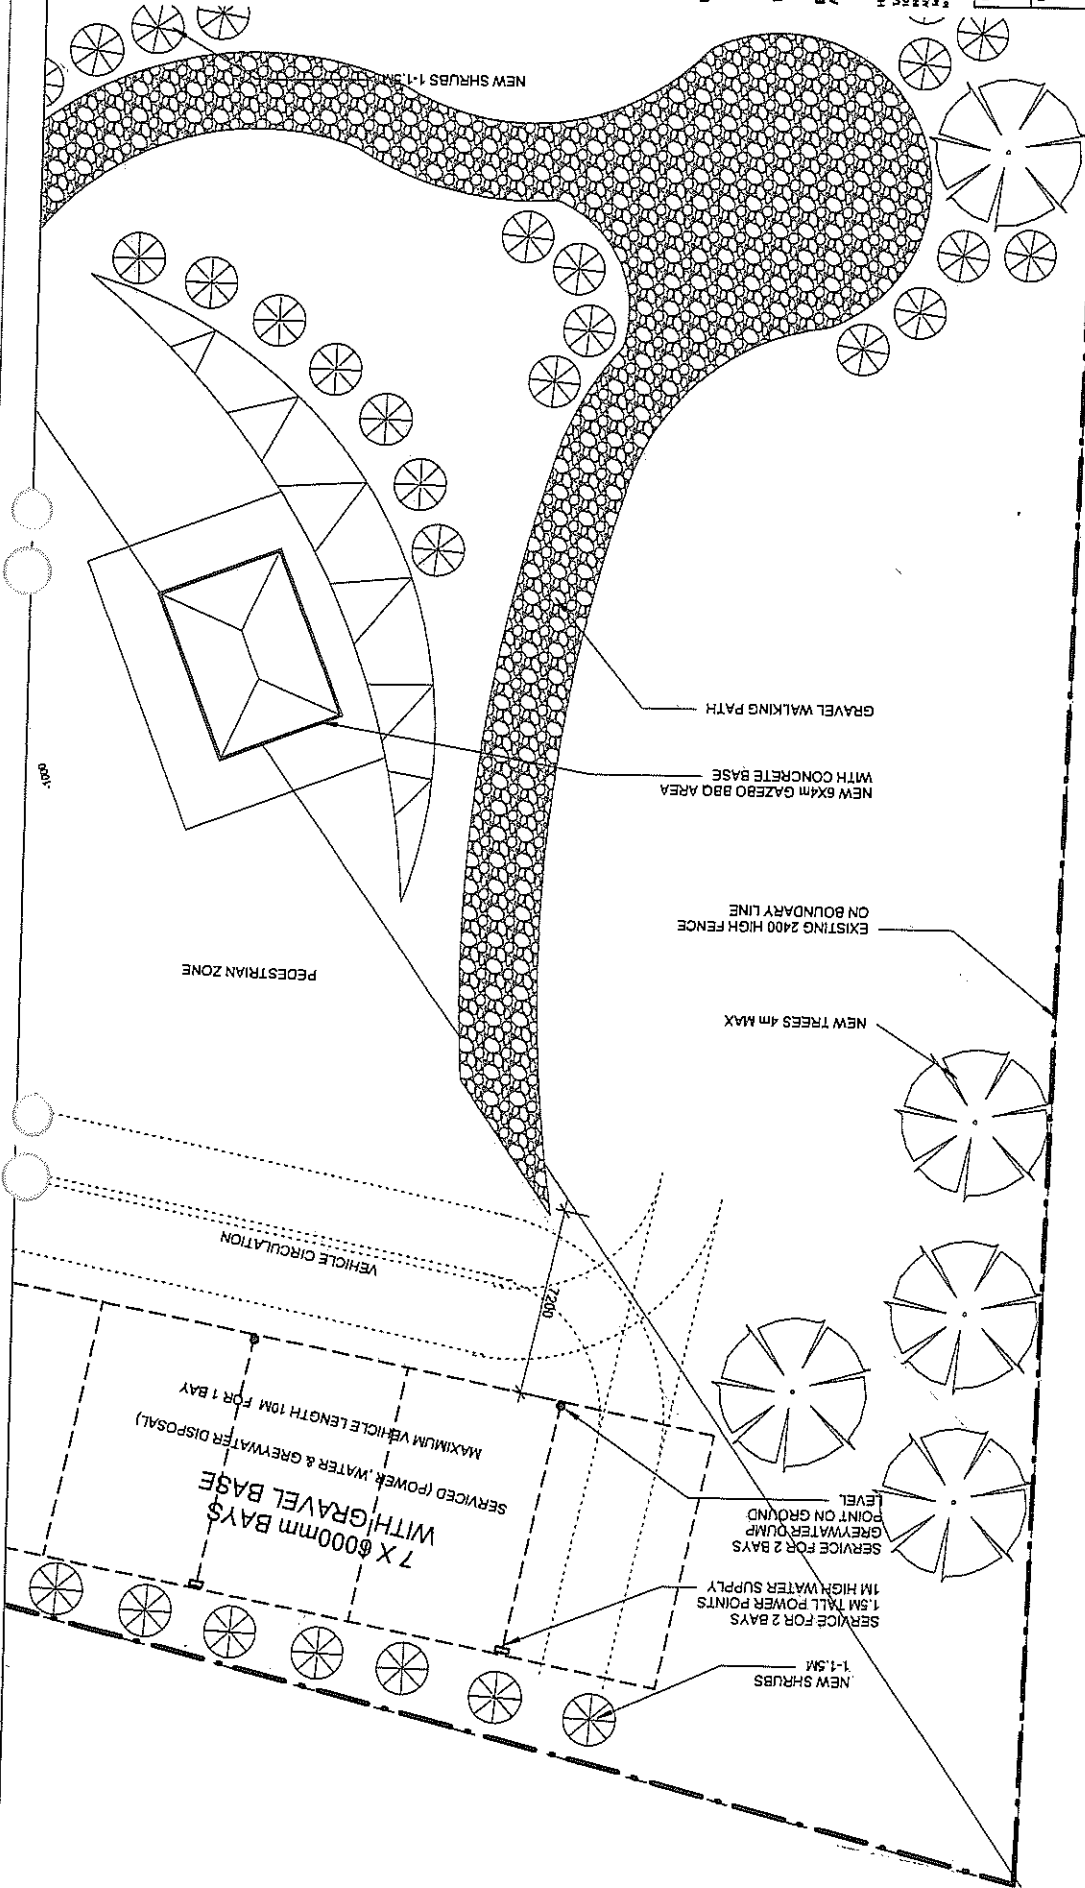 NEW SHRUBS
1-1.5M
SERVICE FOR 2 BAYS
1.5M TALL POWER POINTS
1M HIGH WATER SUPPLY
SERVICE FOR 2 BAYS
GREYWATER DUMP
POINT ON GROUND
LEVEL
7 X 6000mm BAYS
WITH GRAVEL BASE
SERVICED (POWER, WATER & GREYWATER DISPOSAL)
MAXIMUM VEHICLE LENGTH 10M FOR 1 BAY
7200
VEHICLE CIRCULATION
NEW TREES 4m MAX
EXISTING 2400 HIGH FENCE
ON BOUNDARY LINE
PEDESTRIAN ZONE
NEW 6X4m GAZEBO BBQ AREA
WITH CONCRETE BASE
GRAVEL WALKING PATH
NEW SHRUBS 1-1.5M